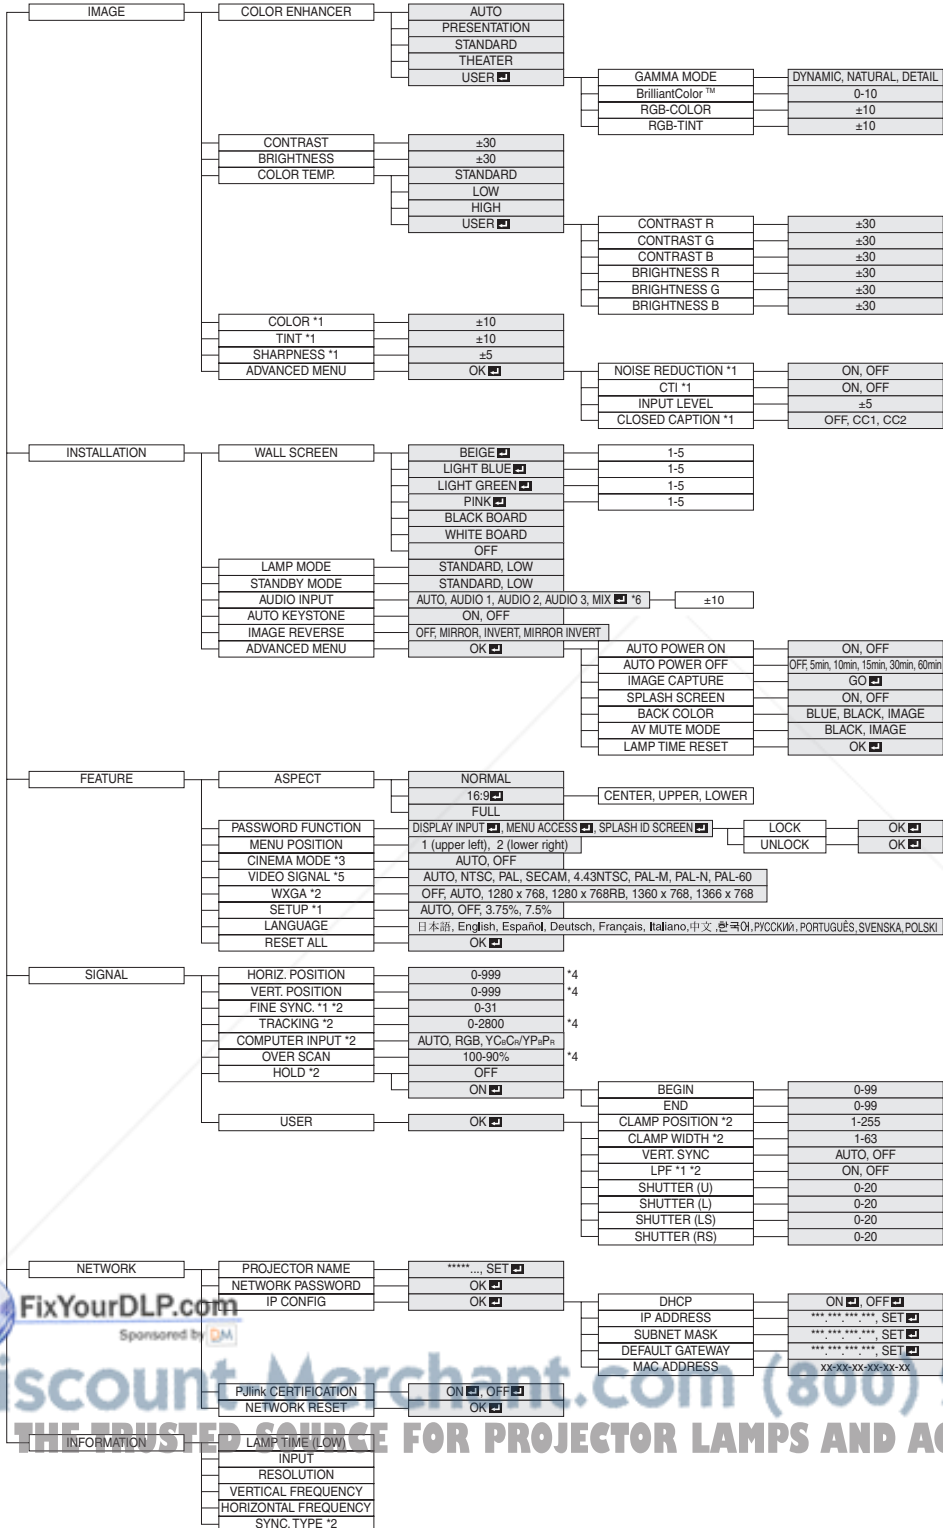 IMAGE COLOR ENHANCER AUTO
PRESENTATION
STANDARD
THEATER
USER GAMMA MODE DYNAMIC, NATURAL, DETAIL
BrilliantColor ™ 0-10
RGB-COLOR ±10
RGB-TINT ±10
CONTRAST ±30
BRIGHTNESS ±30
COLOR TEMP. STANDARD
LOW
HIGH
USER CONTRAST R ±30
CONTRAST G ±30
CONTRAST B ±30
BRIGHTNESS R ±30
BRIGHTNESS G ±30
BRIGHTNESS B ±30
COLOR *1 ±10
TINT *1 ±10
SHARPNESS *1 ±5
ADVANCED MENU OK NOISE REDUCTION *1 ON, OFF
CTI *1 ON, OFF
INPUT LEVEL ±5
CLOSED CAPTION *1 OFF, CC1, CC2
INSTALLATION WALL SCREEN BEIGE 1-5
LIGHT BLUE 1-5
LIGHT GREEN 1-5
PINK 1-5
BLACK BOARD
WHITE BOARD
OFF
LAMP MODE STANDARD, LOW
STANDBY MODE STANDARD, LOW
AUDIO INPUT AUTO, AUDIO 1, AUDIO 2, AUDIO 3, MIX *6 ±10
AUTO KEYSTONE ON, OFF
IMAGE REVERSE OFF, MIRROR, INVERT, MIRROR INVERT
ADVANCED MENU OK AUTO POWER ON ON, OFF
AUTO POWER OFF OFF, 5min, 10min, 15min, 30min, 60min
IMAGE CAPTURE GO
SPLASH SCREEN ON, OFF
BACK COLOR BLUE, BLACK, IMAGE
AV MUTE MODE BLACK, IMAGE
LAMP TIME RESET OK
FEATURE ASPECT NORMAL
16:9 CENTER, UPPER, LOWER
FULL
PASSWORD FUNCTION DISPLAY INPUT, MENU ACCESS, SPLASH ID SCREEN LOCK OK
MENU POSITION 1 (upper left), 2 (lower right) UNLOCK OK
CINEMA MODE *3 AUTO, OFF
VIDEO SIGNAL *5 AUTO, NTSC, PAL, SECAM, 4.43NTSC, PAL-M, PAL-N, PAL-60
WXGA *2 OFF, AUTO, 1280 x 768, 1280 x 768RB, 1360 x 768, 1366 x 768
SETUP *1 AUTO, OFF, 3.75%, 7.5%
LANGUAGE 日本語, English, Español, Deutsch, Français, Italiano, 中文, 한국어, РУССКИЙ, PORTUGUÊS, SVENSKA, POLSKI
RESET ALL OK
SIGNAL HORIZ. POSITION 0-999 *4
VERT. POSITION 0-999 *4
FINE SYNC. *1 *2 0-31
TRACKING *2 0-2800 *4
COMPUTER INPUT *2 AUTO, RGB, YCBCR/YPBPR
OVER SCAN 100-90% *4
HOLD *2 OFF
ON BEGIN 0-99
END 0-99
USER OK CLAMP POSITION *2 1-255
CLAMP WIDTH *2 1-63
VERT. SYNC AUTO, OFF
LPF *1 *2 ON, OFF
SHUTTER (U) 0-20
SHUTTER (L) 0-20
SHUTTER (LS) 0-20
SHUTTER (RS) 0-20
NETWORK PROJECTOR NAME *****..., SET
NETWORK PASSWORD OK
IP CONFIG OK DHCP ON, OFF
IP ADDRESS ***.***.***.***, SET
SUBNET MASK ***.***.***.***, SET
DEFAULT GATEWAY ***.***.***.***, SET
MAC ADDRESS xx-xx-xx-xx-xx-xx
FixYourDLP.com
Sponsored by DM
iscount-Merchant.com (800)
PJlink CERTIFICATION ON, OFF
NETWORK RESET OK
THE TRUSTED SOURCE FOR PROJECTOR LAMPS AND AC
INFORMATION LAMP TIME (LOW)
INPUT
RESOLUTION
VERTICAL FREQUENCY
HORIZONTAL FREQUENCY
SYNC. TYPE *2